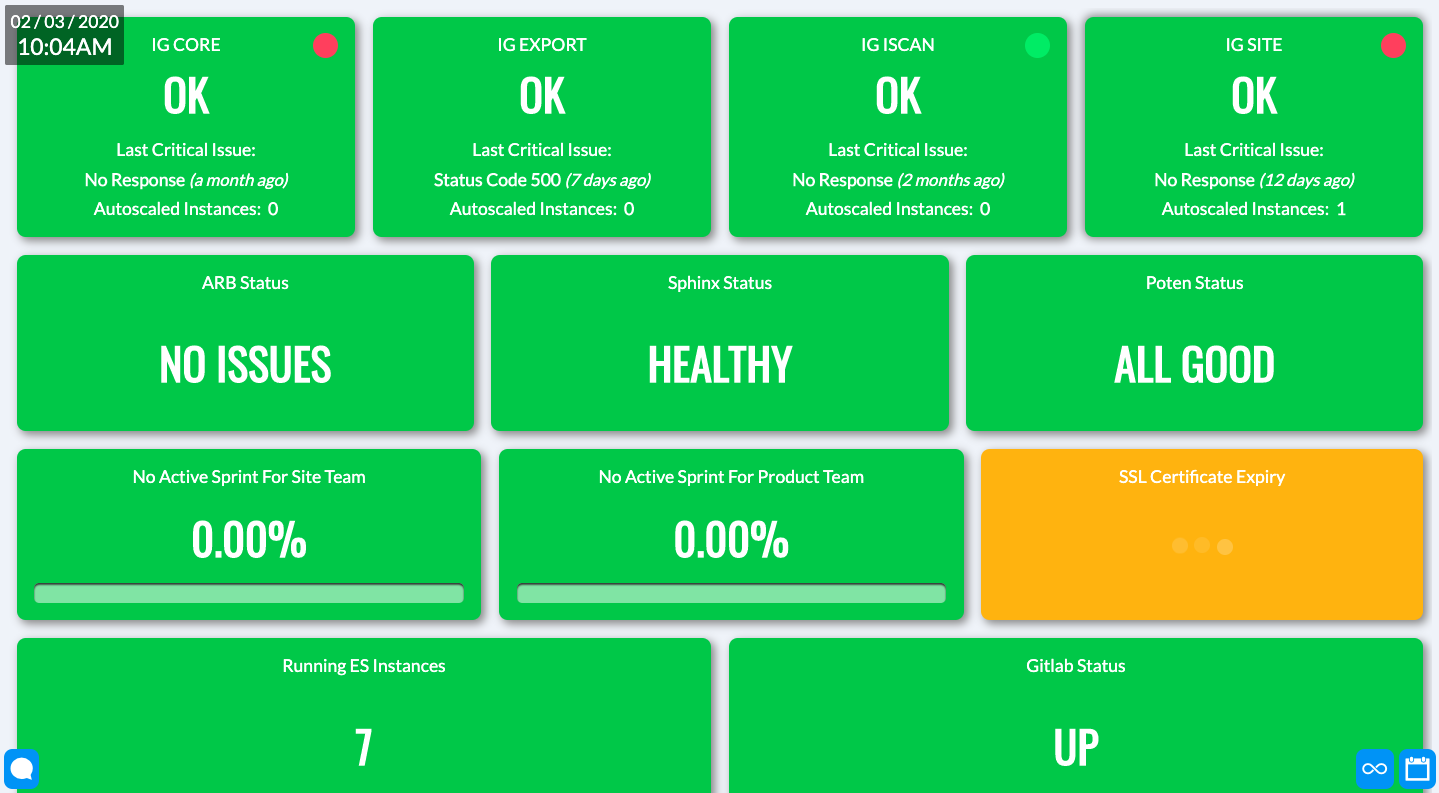 02 / 03 / 2020
10:04AM
IG CORE
OK
Last Critical Issue:
No Response (a month ago)
Autoscaled Instances: 0
IG EXPORT
OK
Last Critical Issue:
Status Code 500 (7 days ago)
Autoscaled Instances: 0
IG ISCAN
OK
Last Critical Issue:
No Response (2 months ago)
Autoscaled Instances: 0
IG SITE
OK
Last Critical Issue:
No Response (12 days ago)
Autoscaled Instances: 1
ARB Status
NO ISSUES
Sphinx Status
HEALTHY
Poten Status
ALL GOOD
No Active Sprint For Site Team
0.00%
No Active Sprint For Product Team
0.00%
SSL Certificate Expiry
Running ES Instances
7
Gitlab Status
UP